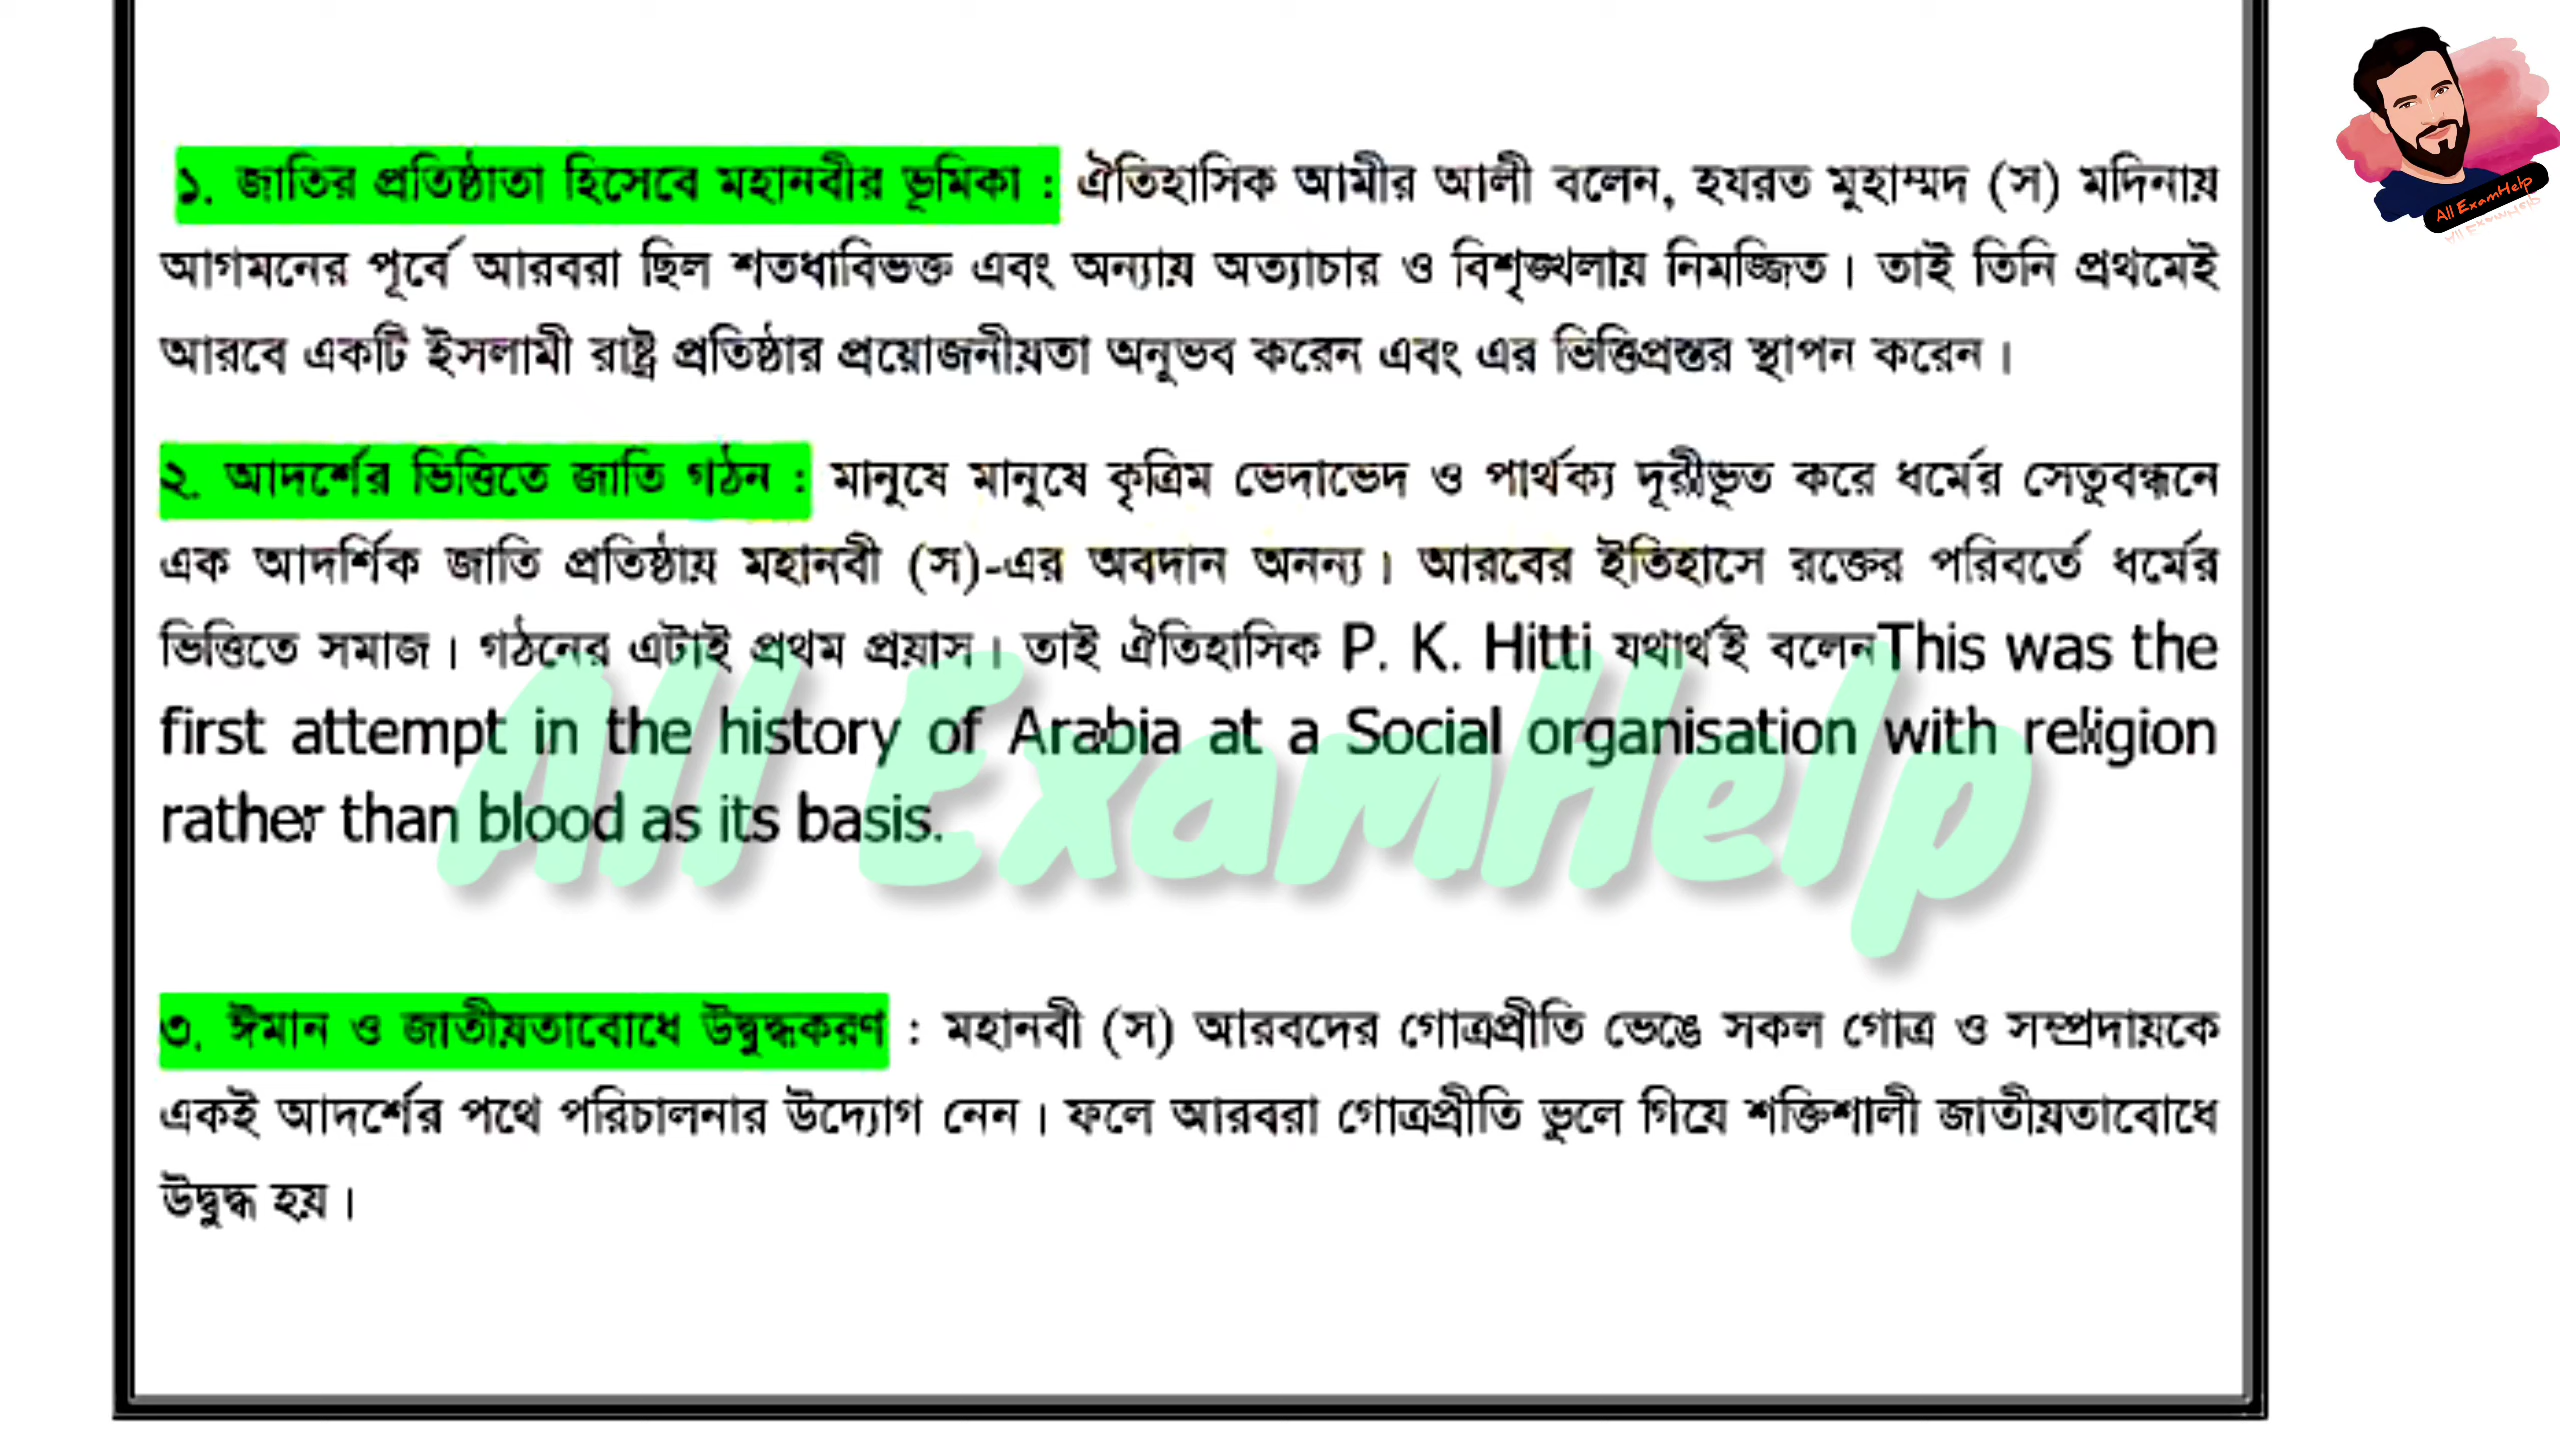 ১. জাতির প্রতিষ্ঠাতা হিসেবে মহানবীর ভূমিকা : ঐতিহাসিক আমীর আলী বলেন, হযরত মুহাম্মদ (স) মদিনায়
আগমনের পূর্বে আরবরা ছিল শতধাবিভক্ত এবং অন্যায় অত্যাচার ও বিশৃঙ্খলায় নিমজ্জিত। তাই তিনি প্রথমেই
আরবে একটি ইসলামী রাষ্ট্র প্রতিষ্ঠার প্রয়োজনীয়তা অনুভব করেন এবং এর ভিত্তিপ্রস্তর স্থাপন করেন।
২. আদর্শের ভিত্তিতে জাতি গঠন : মানুষে মানুষে কৃত্রিম ভেদাভেদ ও পার্থক্য দূরীভূত করে ধর্মের সেতুবন্ধনে
এক আদর্শিক জাতি প্রতিষ্ঠায় মহানবী (স)-এর অবদান অনন্য। আরবের ইতিহাসে রক্তের পরিবর্তে ধর্মের
ভিত্তিতে সমাজ। গঠনের এটাই প্রথম প্রয়াস। তাই ঐতিহাসিক P. K. Hitti যথার্থই বলেনThis was the
first attempt in the history of Arabia at a Social organisation with religion
rather than blood as its basis.
All ExamHelp
৩. ঈমান ও জাতীয়তাবোধে উদ্বুদ্ধকরণ : মহানবী (স) আরবদের গোত্রপ্রীতি ভেঙে সকল গোত্র ও সম্প্রদায়কে
একই আদর্শের পথে পরিচালনার উদ্যোগ নেন। ফলে আরবরা গোত্রপ্রীতি ভুলে গিয়ে শক্তিশালী জাতীয়তাবোধে
উদ্বুদ্ধ হয়।
All ExamHelp
All ExamHelp